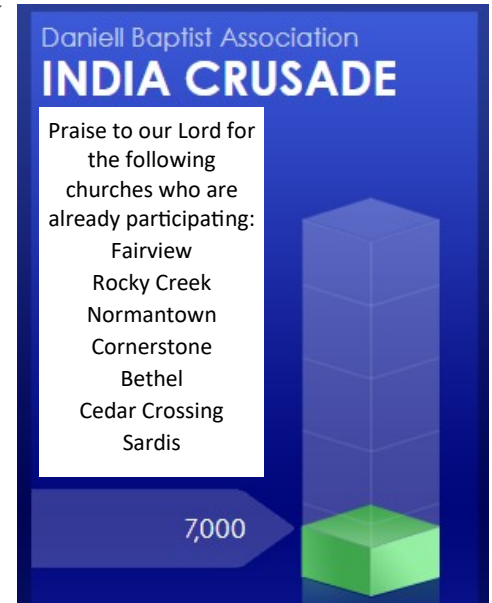 Daniell Baptist Association
INDIA CRUSADE
Praise to our Lord for
the following
churches who are
already participating:
Fairview
Rocky Creek
Normantown
Cornerstone
Bethel
Cedar Crossing
Sardis
7,000